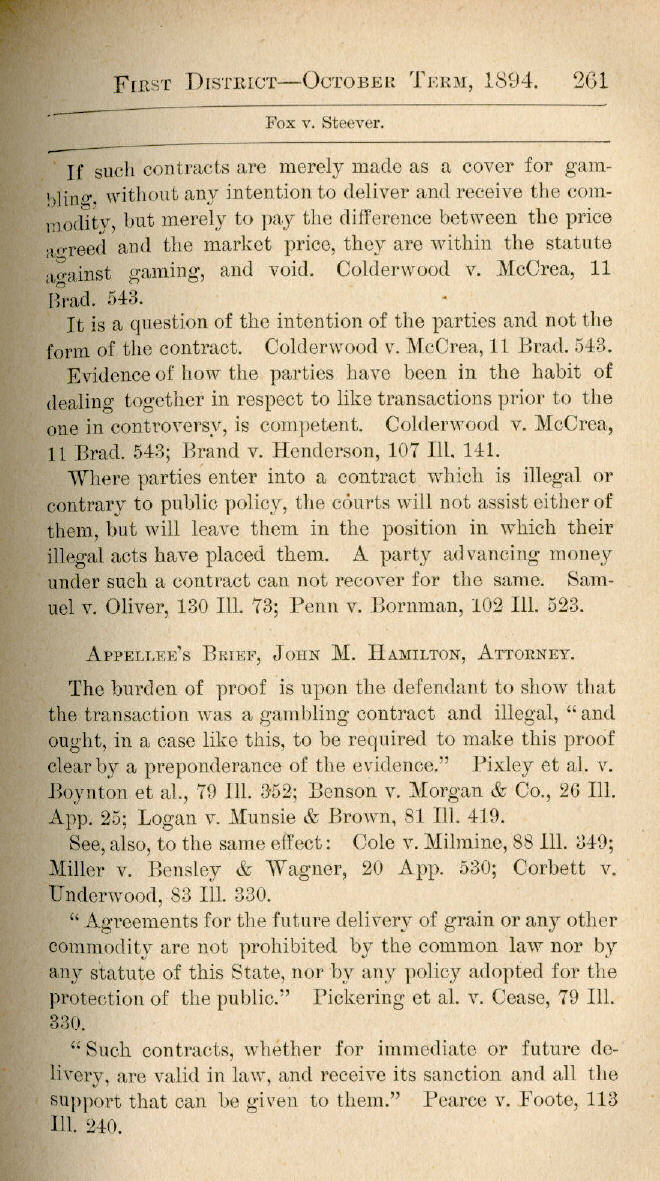 First District—October Term, 1894. 261
Fox v. Steever.
If such contracts are merely made as a cover for gam-
bling, without any intention to deliver and receive the com-
modity, but merely to pay the difference between the price
agreed and the market price, they are within the statute
against gaming, and void. Colderwood v. McCrea, 11
Brad. 543.
It is a question of the intention of the parties and not the
form of the contract. Colderwood v. McCrea, 11 Brad. 543.
Evidence of how the parties have been in the habit of
dealing together in respect to like transactions prior to the
one in controversy, is competent. Colderwood v. McCrea,
11 Brad. 543; Brand v. Henderson, 107 Ill. 141.
Where parties enter into a contract which is illegal or
contrary to public policy, the courts will not assist either of
them, but will leave them in the position in which their
illegal acts have placed them. A party advancing money
under such a contract can not recover for the same. Sam-
uel v. Oliver, 130 Ill. 73; Penn v. Bornman, 102 Ill. 523.
Appellee's Brief, John M. Hamilton, Attorney.
The burden of proof is upon the defendant to show that
the transaction was a gambling contract and illegal, "and
ought, in a case like this, to be required to make this proof
clear by a preponderance of the evidence." Pixley et al. v.
Boynton et al., 79 Ill. 352; Benson v. Morgan & Co., 26 Ill.
App. 25; Logan v. Munsie & Brown, 81 Ill. 419.
See, also, to the same effect: Cole v. Milmine, 88 Ill. 349;
Miller v. Bensley & Wagner, 20 App. 530; Corbett v.
Underwood, 83 Ill. 330.
"Agreements for the future delivery of grain or any other
commodity are not prohibited by the common law nor by
any statute of this State, nor by any policy adopted for the
protection of the public." Pickering et al. v. Cease, 79 Ill.
330.
"Such contracts, whether for immediate or future de-
livery, are valid in law, and receive its sanction and all the
support that can be given to them." Pearce v. Foote, 113
Ill. 240.